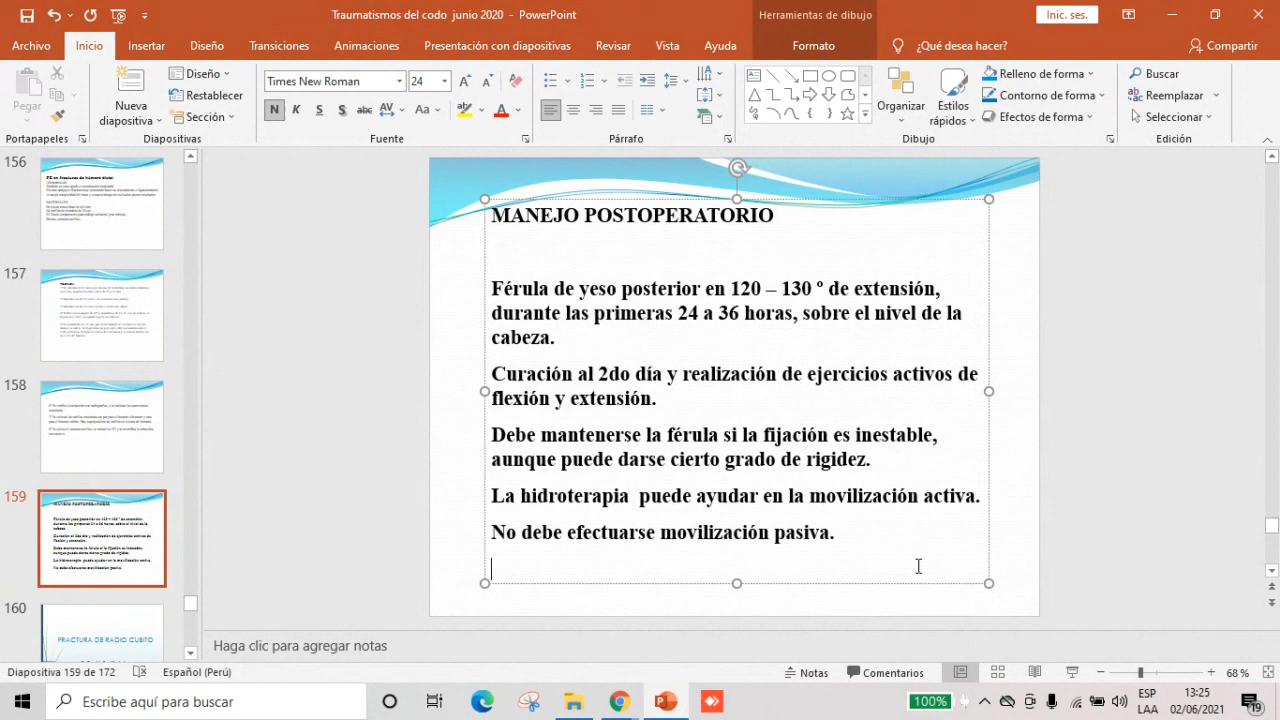 Traumatismos del codo junio 2020 - PowerPoint
Herramientas de dibujo
Inic. ses.
Archivo Inicio Insertar Diseño Transiciones Animaciones Presentación con diapositivas Revisar Vista Ayuda Formato ¿Qué desea hacer? Compartir
Pegar
Nueva diapositiva
Diseño
Restablecer
Sección
Times New Roman 24
N K S S abc AV Aa A
Organizar
Estilos rápidos
Relleno de forma
Contorno de forma
Efectos de forma
Buscar
Reemplazar
Seleccionar
Portapapeles Diapositivas Fuente Párrafo Dibujo Edición
156
157
158
159
160
FRACTURA DE RADIO CUBITO
MANEJO POSTOPERATORIO
Férula de yeso posterior en 120 – 130 º de extensión,
durante las primeras 24 a 36 horas, sobre el nivel de la
cabeza.
Curación al 2do día y realización de ejercicios activos de
flexión y extensión.
Debe mantenerse la férula si la fijación es inestable,
aunque puede darse cierto grado de rigidez.
La hidroterapia puede ayudar en la movilización activa.
No debe efectuarse movilización pasiva.
Haga clic para agregar notas
Diapositiva 159 de 172 Español (Perú) Notas Comentarios 68 %
Escribe aquí para buscar
100%
ESP
LAA
13:25
02/06/2021
19